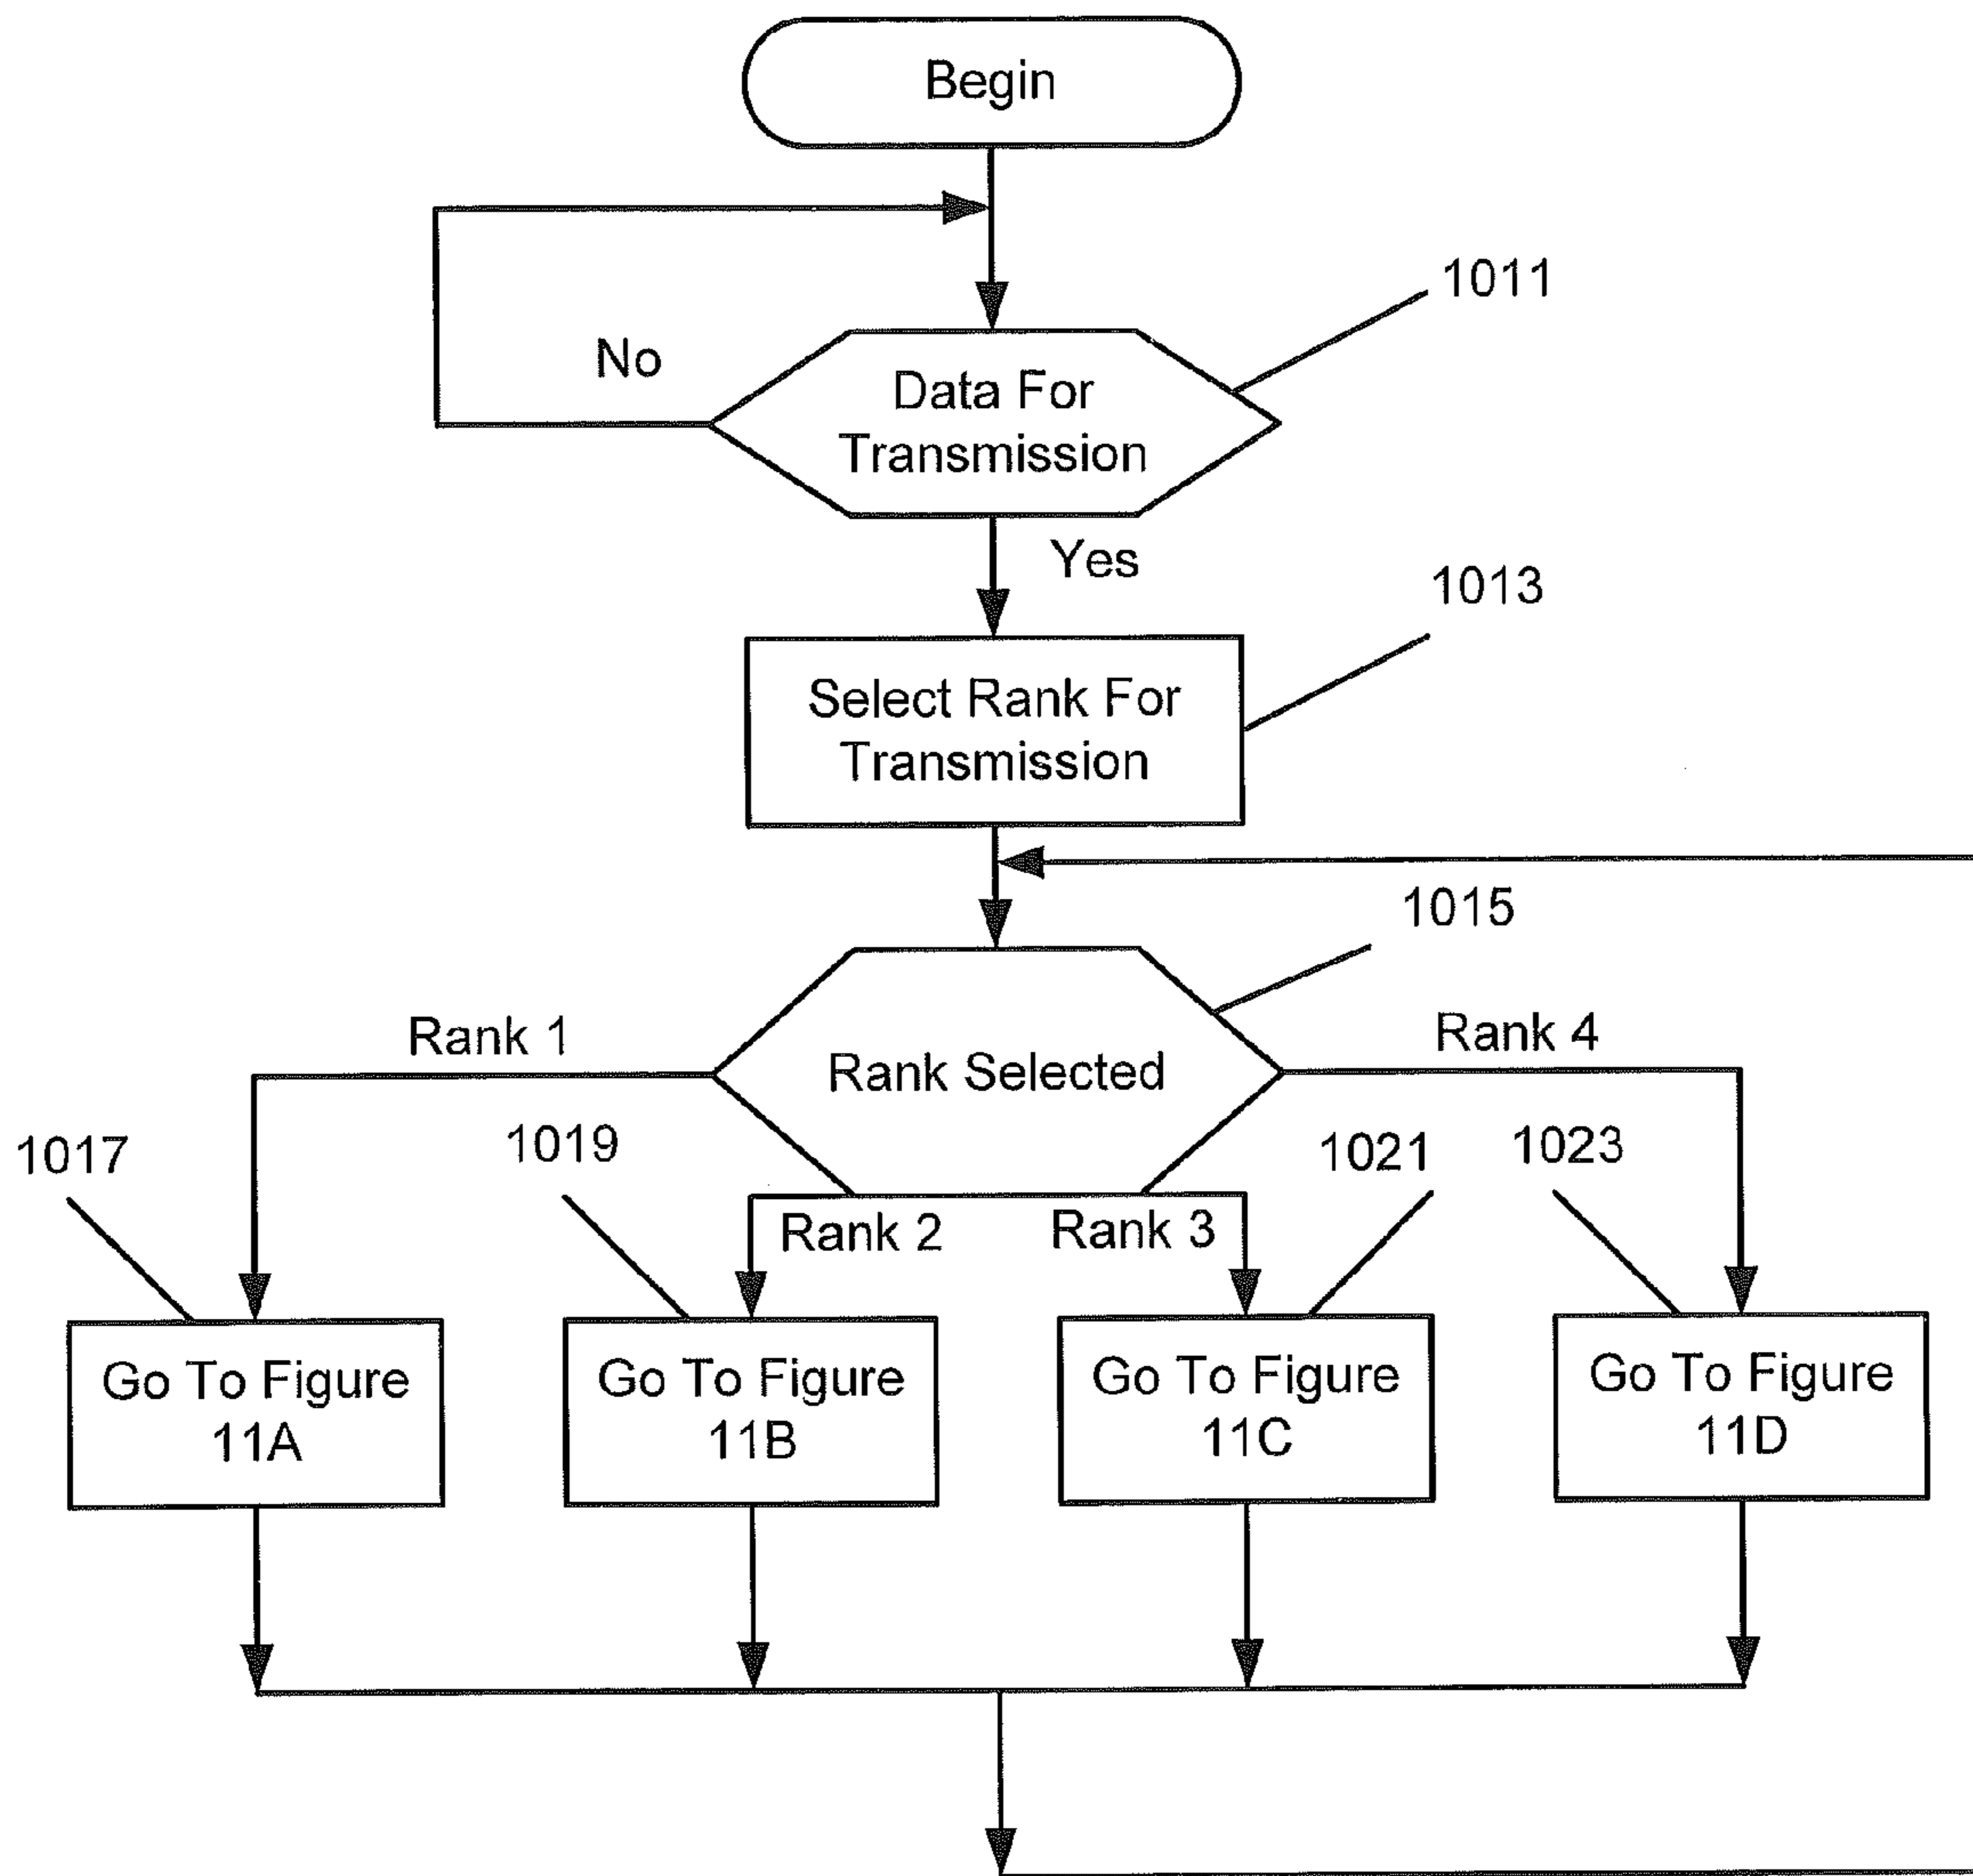 Begin
1011
No
Data For
Transmission
Yes
1013
Select Rank For
Transmission
1015
Rank 1
Rank Selected
Rank 4
1017
1019
1021
1023
Rank 2
Rank 3
Go To Figure
11A
Go To Figure
11B
Go To Figure
11C
Go To Figure
11D